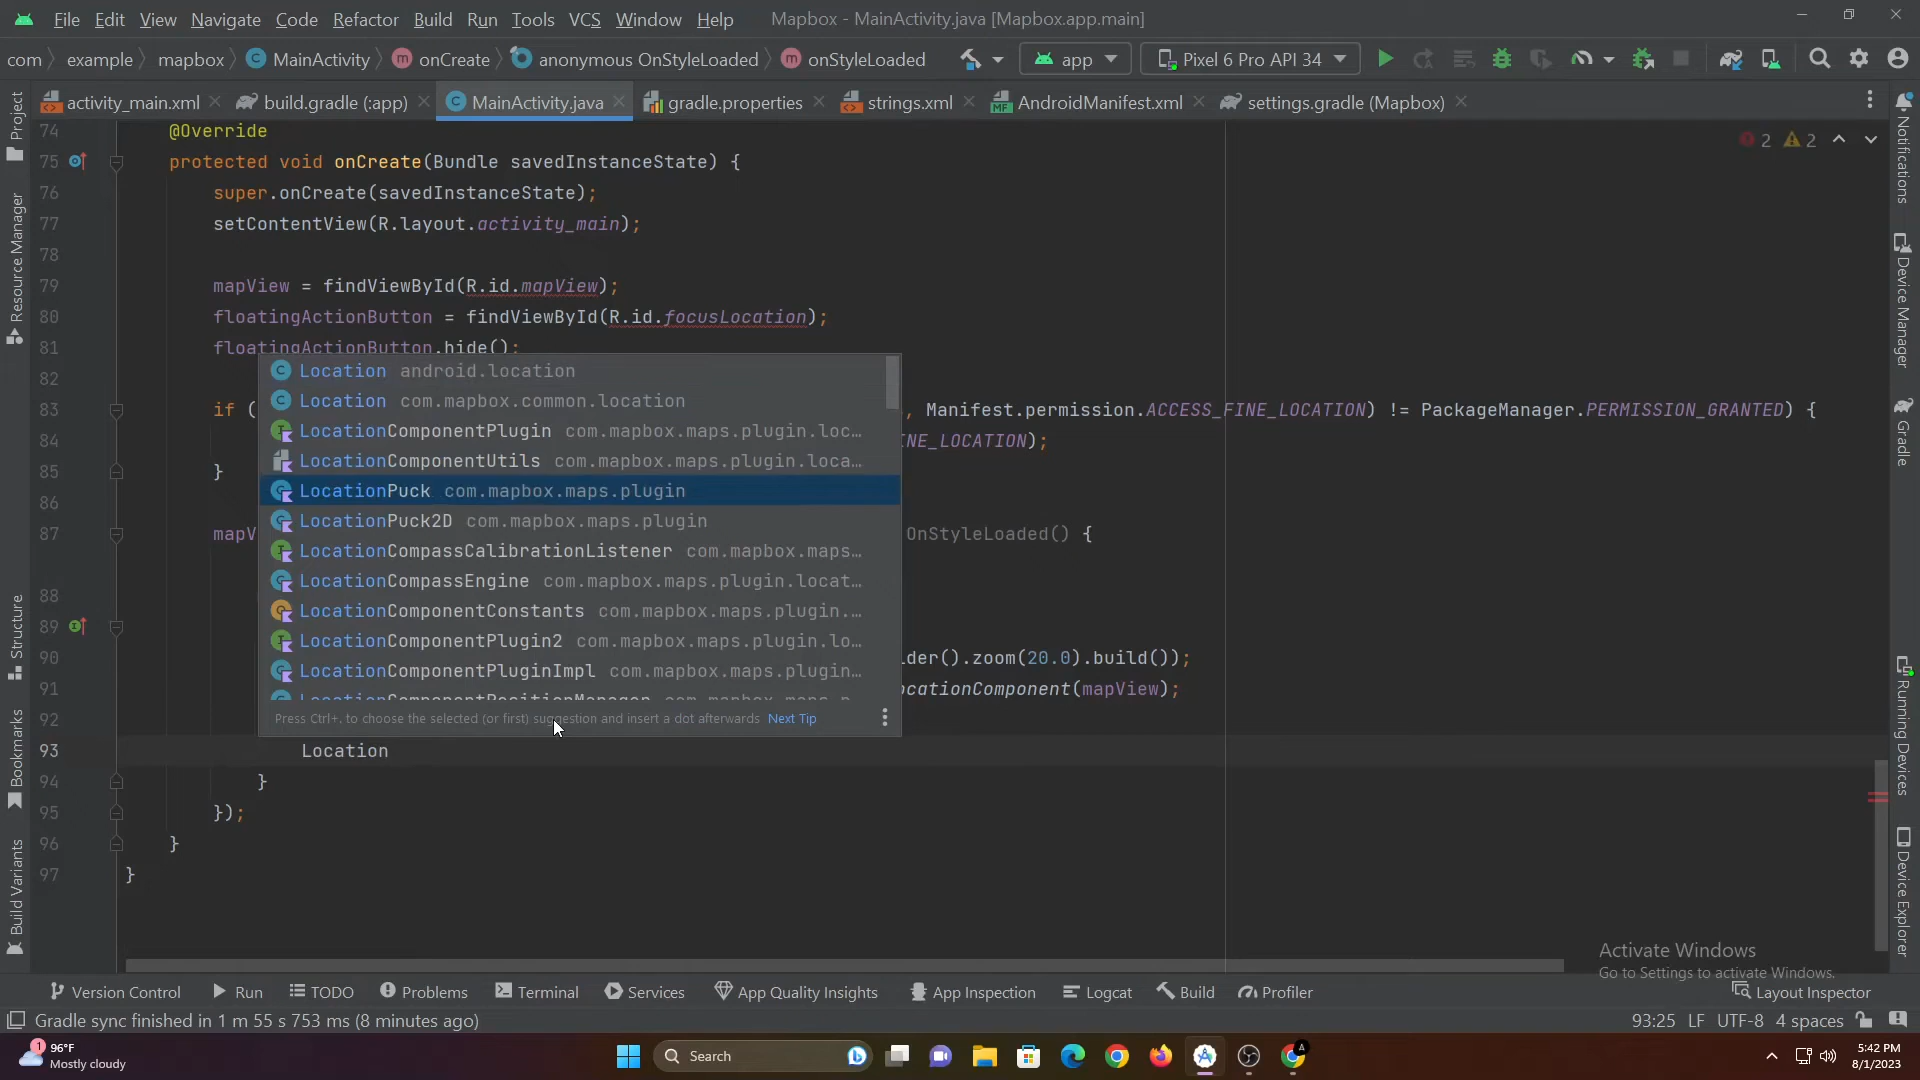 File Edit View Navigate Code Refactor Build Run Tools VCS Window Help Mapbox - MainActivity.java [Mapbox.app.main]
com example mapbox MainActivity onCreate anonymous OnStyleLoaded onStyleLoaded app Pixel 6 Pro API 34
activity_main.xml build.gradle (:app) MainActivity.java gradle.properties strings.xml AndroidManifest.xml settings.gradle (Mapbox)
74 @Override
2 2
75 protected void onCreate(Bundle savedInstanceState) {
76 super.onCreate(savedInstanceState);
77 setContentView(R.layout.activity_main);
78
79 mapView = findViewById(R.id.mapView);
80 floatingActionButton = findViewById(R.id.focusLocation);
81 floatingActionButton.hide();
82
83 if ( , Manifest.permission.ACCESS_FINE_LOCATION) != PackageManager.PERMISSION_GRANTED) {
84 INE_LOCATION);
85 }
86
87 mapV OnStyleLoaded() {
88
89
90 lder().zoom(20.0).build());
91 ocationComponent(mapView);
92
93 Location
94 }
95 });
96 }
97 }
Location android.location
Location com.mapbox.common.location
LocationComponentPlugin com.mapbox.maps.plugin.loc…
LocationComponentUtils com.mapbox.maps.plugin.loca…
LocationPuck com.mapbox.maps.plugin
LocationPuck2D com.mapbox.maps.plugin
LocationCompassCalibrationListener com.mapbox.maps…
LocationCompassEngine com.mapbox.maps.plugin.locat…
LocationComponentConstants com.mapbox.maps.plugin.…
LocationComponentPlugin2 com.mapbox.maps.plugin.lo…
LocationComponentPluginImpl com.mapbox.maps.plugin…
LocationComponentPositionManager com.mapbox.maps.p…
Press Ctrl+. to choose the selected (or first) suggestion and insert a dot afterwards Next Tip
Project
Resource Manager
Structure
Bookmarks
Build Variants
Notifications
Device Manager
Gradle
Running Devices
Device Explorer
Activate Windows
Go to Settings to activate Windows.
Version Control Run TODO Problems Terminal Services App Quality Insights App Inspection Logcat Build Profiler Layout Inspector
Gradle sync finished in 1 m 55 s 753 ms (8 minutes ago) 93:25 LF UTF-8 4 spaces
1
96°F
Mostly cloudy
Search
5:42 PM
8/1/2023